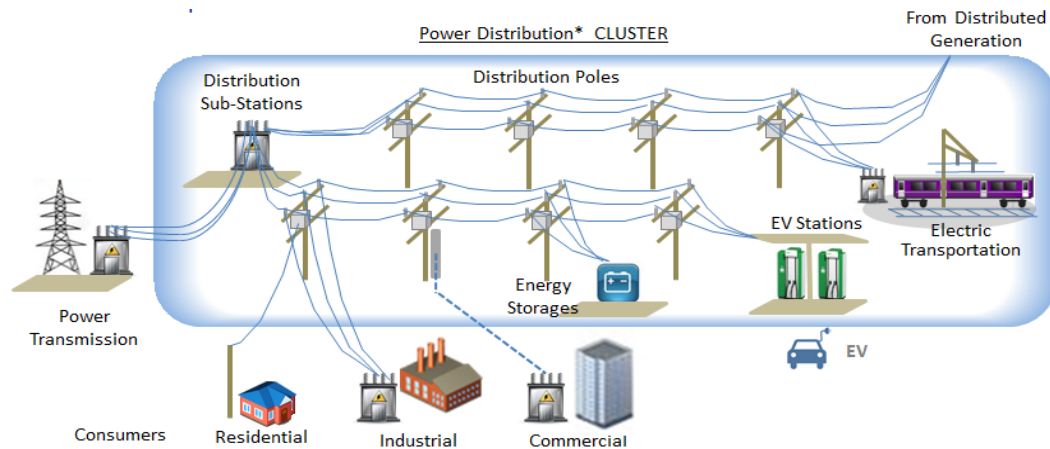 Power Distribution* CLUSTER
From Distributed
Generation
Distribution
Sub-Stations
Distribution Poles
EV Stations
Electric
Transportation
Energy
Storages
Power
Transmission
EV
Consumers
Residential
Industrial
Commercial